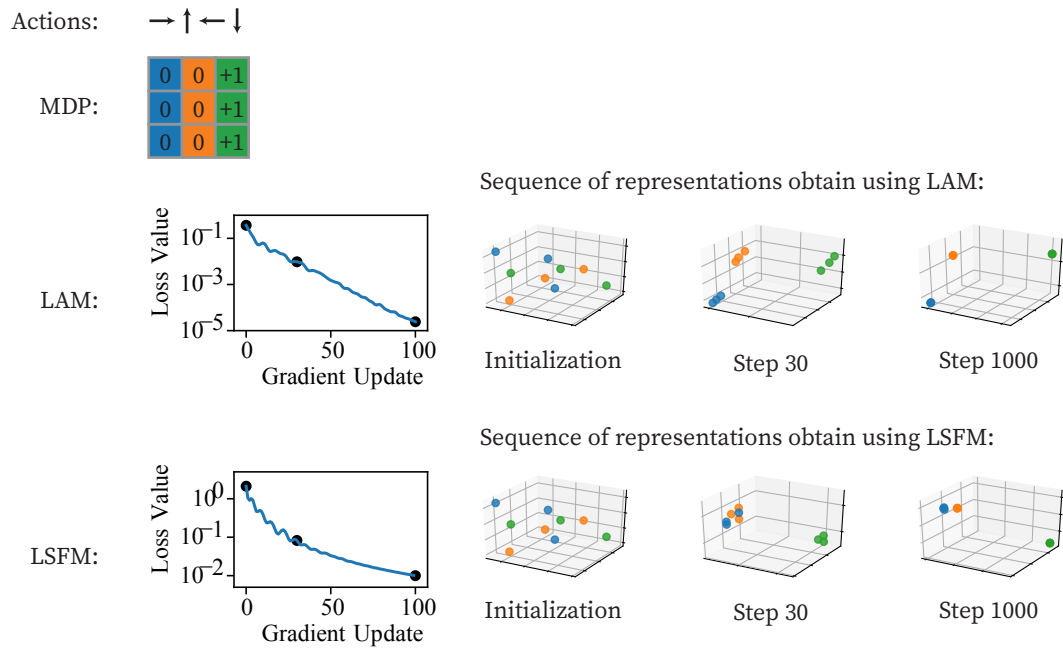 Actions: → ↑ ← ↓
MDP:
0 0 +1
0 0 +1
0 0 +1
Sequence of representations obtain using LAM:
LAM:
Loss Value
10⁻¹
10⁻³
10⁻⁵
0 50 100
Gradient Update
Initialization
Step 30
Step 1000
Sequence of representations obtain using LSFM:
LSFM:
Loss Value
10⁰
10⁻¹
10⁻²
0 50 100
Gradient Update
Initialization
Step 30
Step 1000